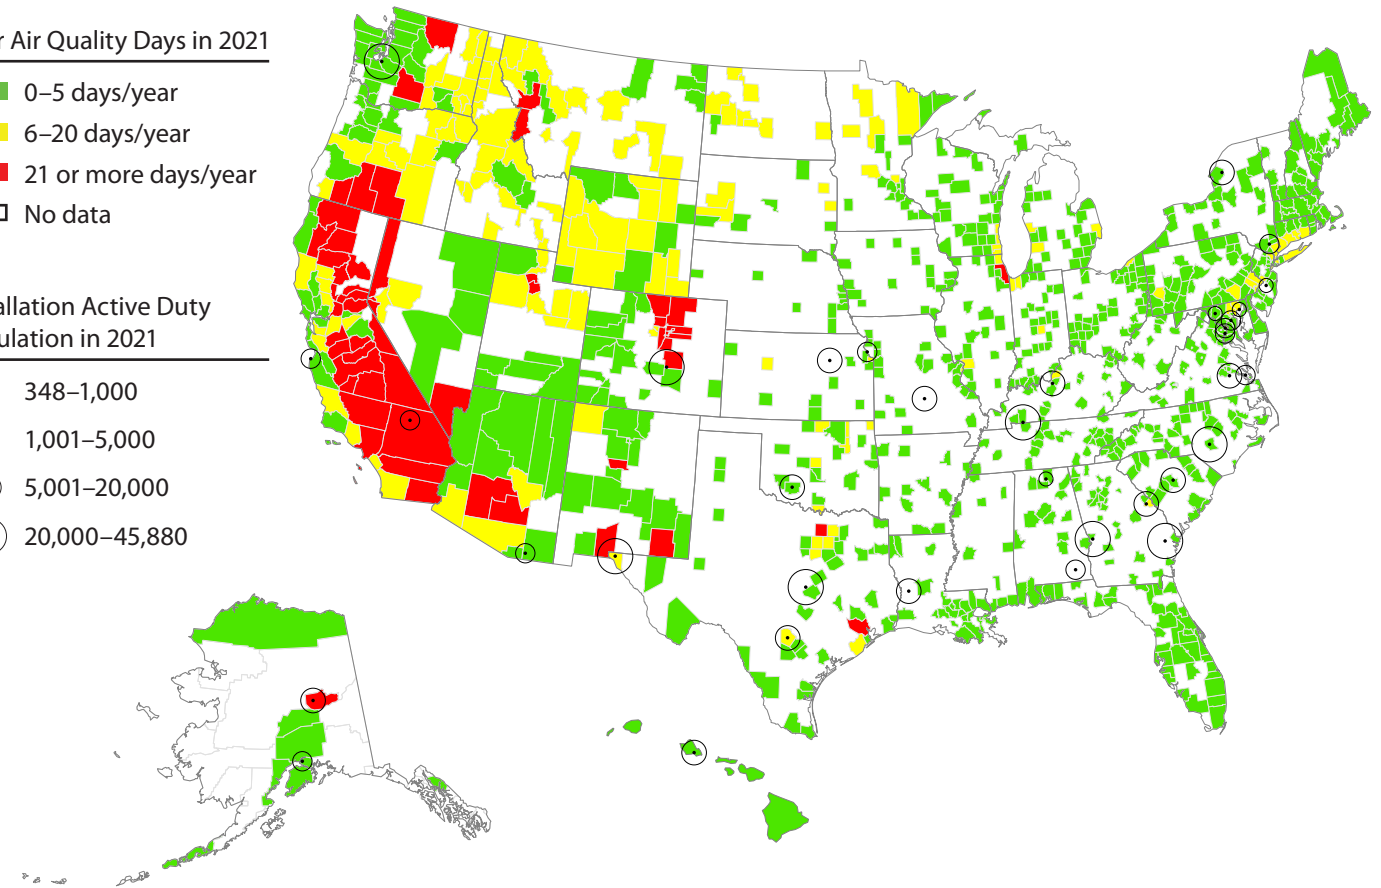 r Air Quality Days in 2021
0–5 days/year
6–20 days/year
21 or more days/year
No data
allation Active Duty
ulation in 2021
348–1,000
1,001–5,000
5,001–20,000
20,000–45,880